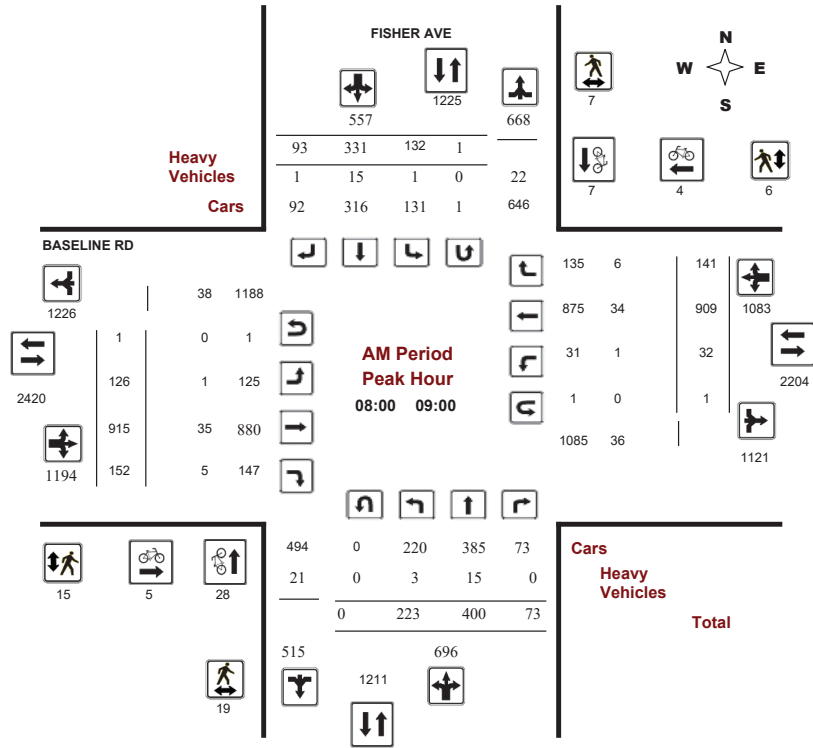 FISHER AVE
N
W E
S
1225
7
557 668
93 331 132 1
Heavy
Vehicles
1 15 1 0 22
7 4 6
Cars
92 316 131 1 646
BASELINE RD
135 6 141
1226
38 1188
875 34 909 1083
1 0 1
AM Period
Peak Hour
08:00 09:00
31 1 32
2204
2420
126 1 125
1 0 1
915 35 880
1085 36
1121
1194
152 5 147
494 0 220 385 73
Cars
21 0 3 15 0
Heavy
Vehicles
15 5 28
0 223 400 73
Total
515 696
1211
19